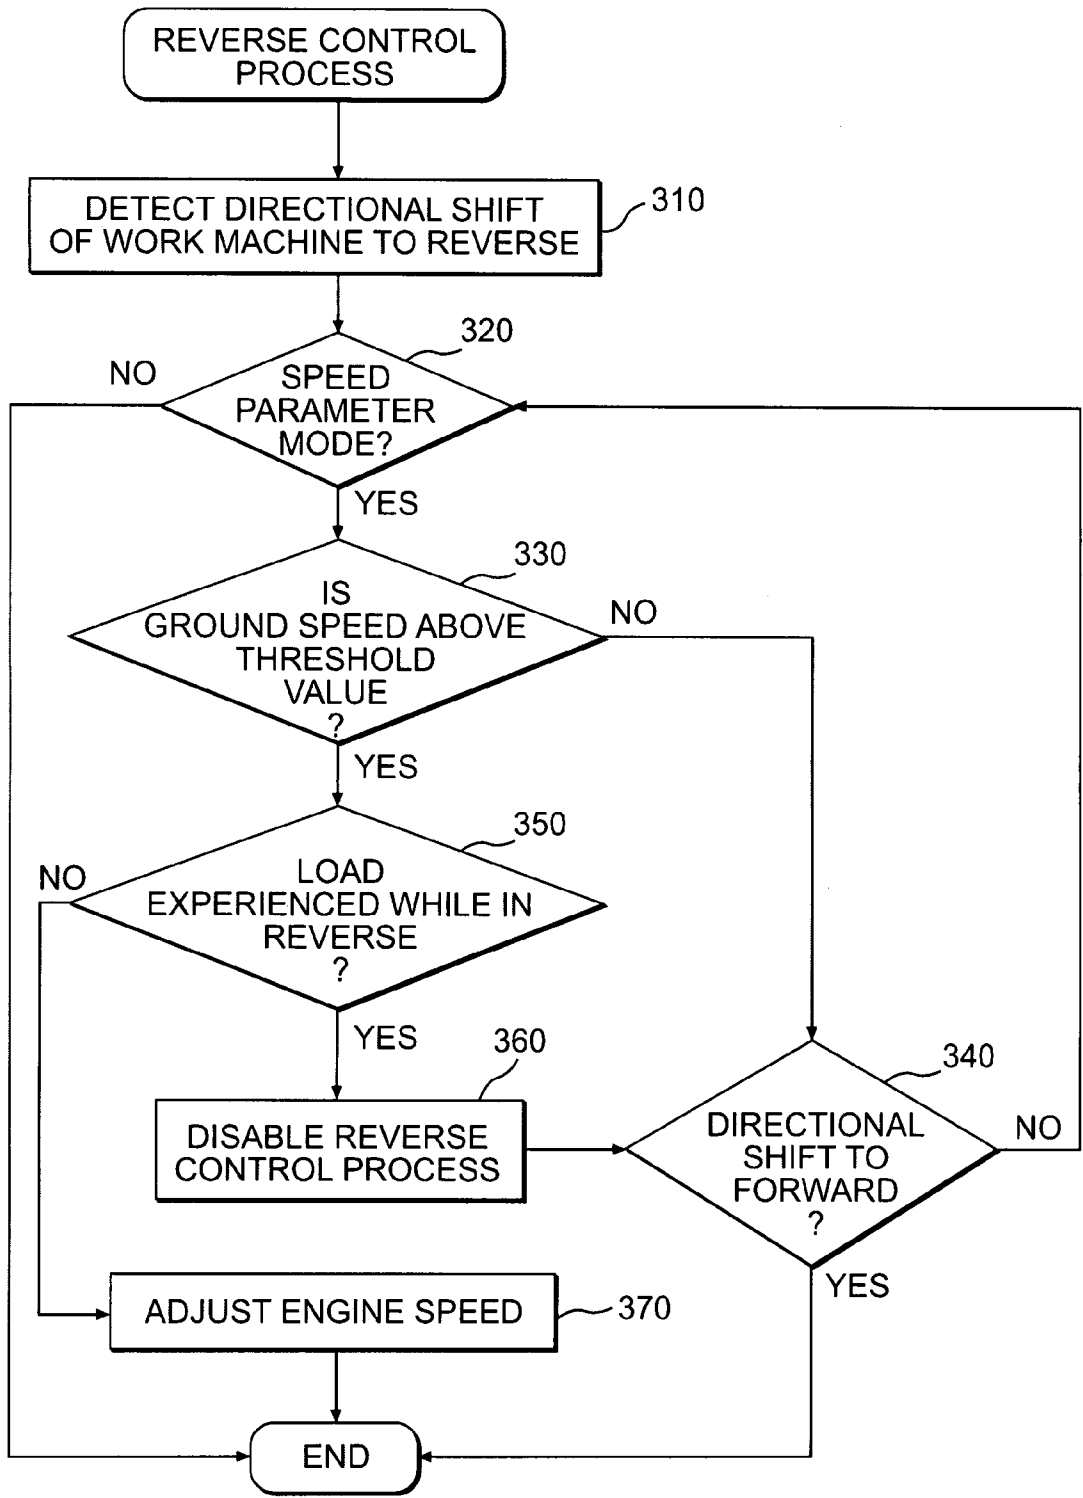 REVERSE CONTROL
PROCESS
DETECT DIRECTIONAL SHIFT
OF WORK MACHINE TO REVERSE
310
320
NO
SPEED
PARAMETER
MODE?
YES
330
IS
GROUND SPEED ABOVE
THRESHOLD
VALUE
?
NO
YES
350
NO
LOAD
EXPERIENCED WHILE IN
REVERSE
?
YES
360
DISABLE REVERSE
CONTROL PROCESS
340
DIRECTIONAL
SHIFT TO
FORWARD
?
NO
YES
ADJUST ENGINE SPEED
370
END